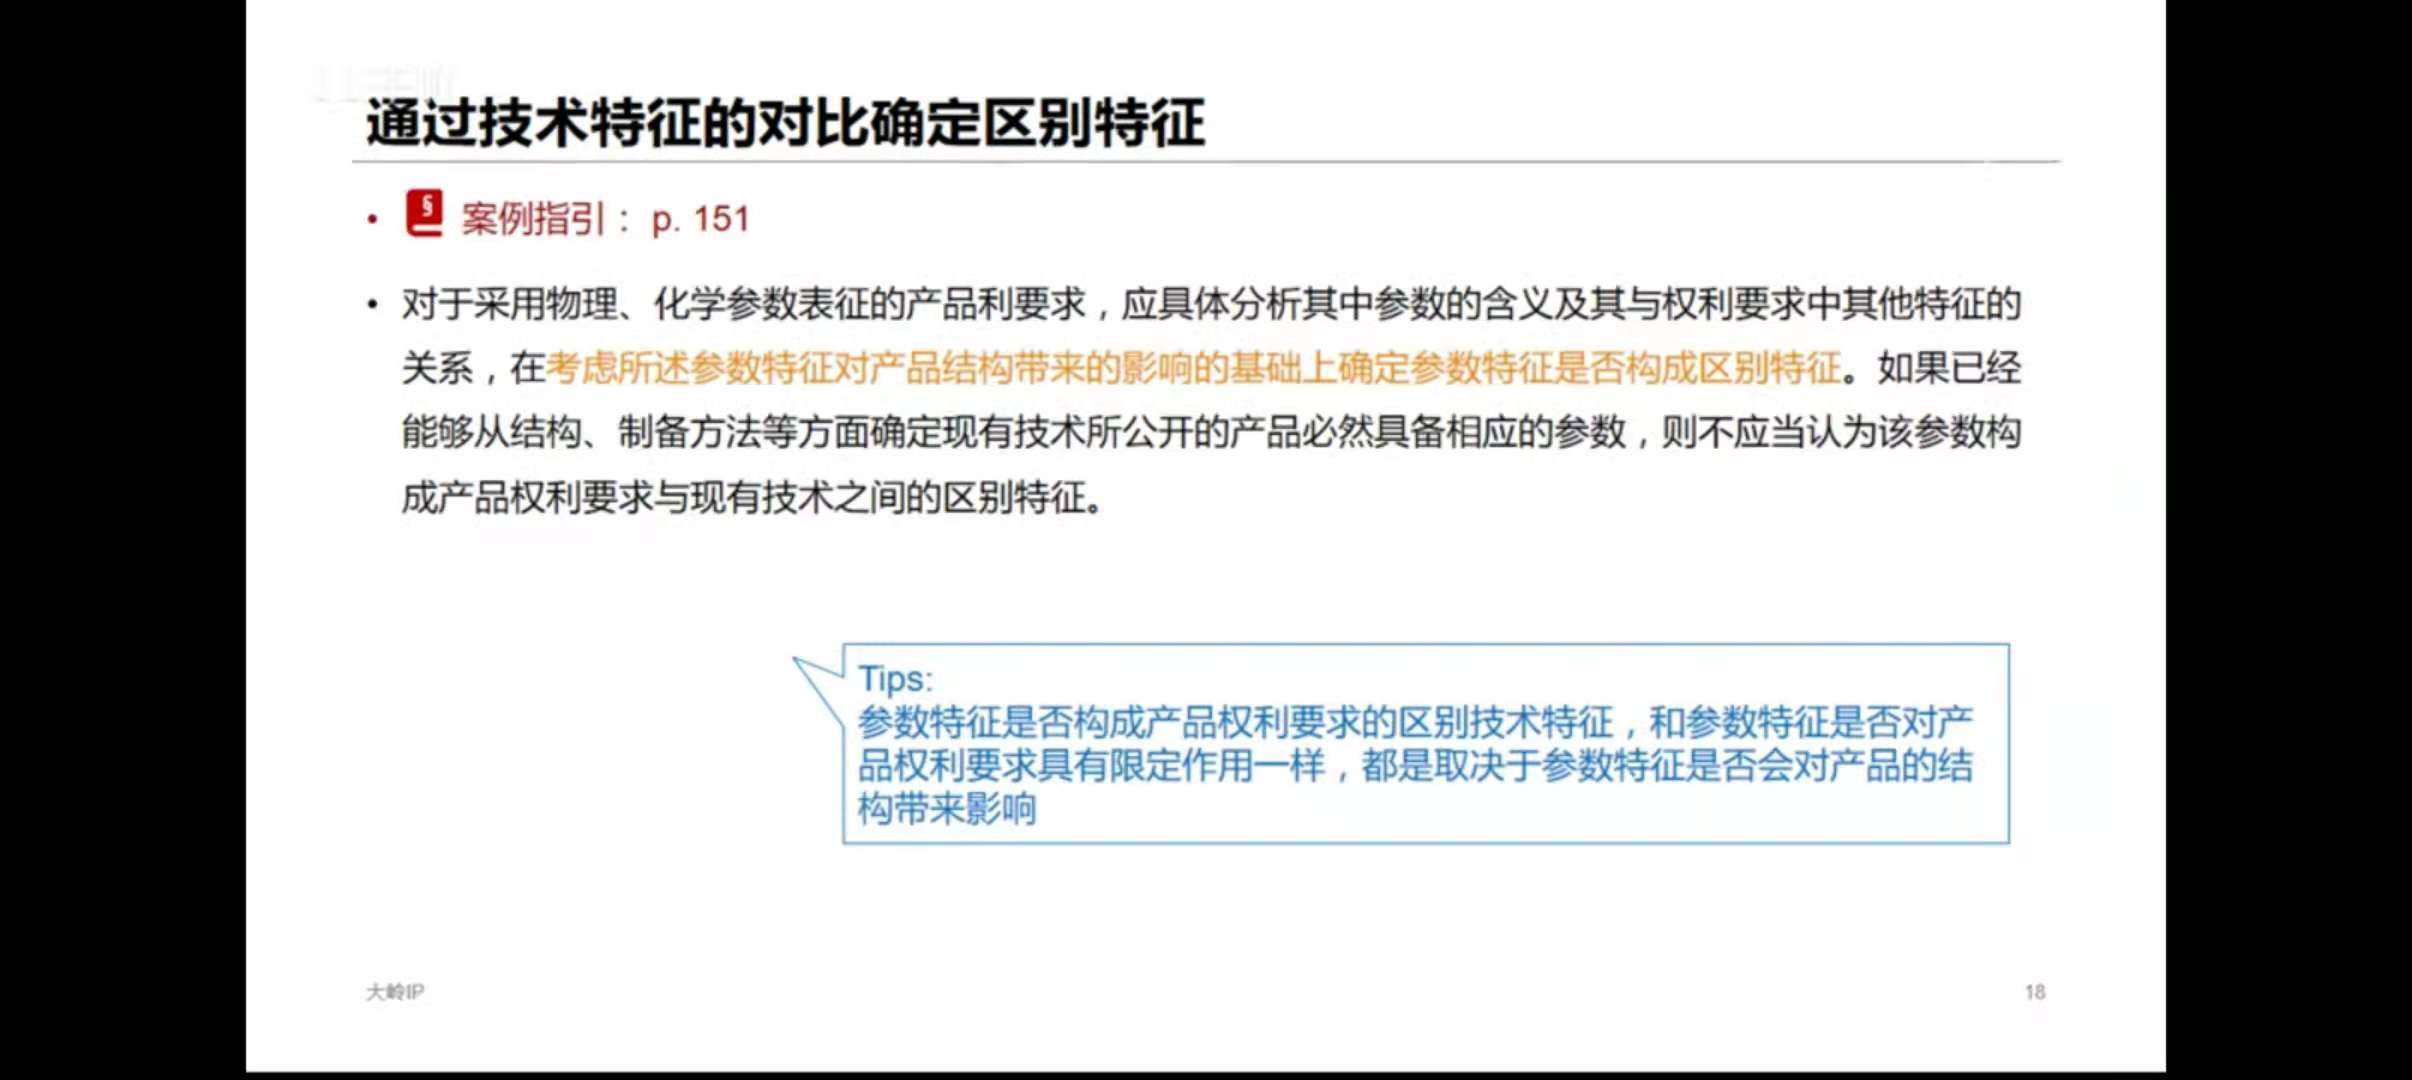 通过技术特征的对比确定区别特征
• § 案例指引： p. 151
• 对于采用物理、化学参数表征的产品利要求，应具体分析其中参数的含义及其与权利要求中其他特征的
关系，在考虑所述参数特征对产品结构带来的影响的基础上确定参数特征是否构成区别特征。如果已经
能够从结构、制备方法等方面确定现有技术所公开的产品必然具备相应的参数，则不应当认为该参数构
成产品权利要求与现有技术之间的区别特征。
Tips:
参数特征是否构成产品权利要求的区别技术特征，和参数特征是否对产
品权利要求具有限定作用一样，都是取决于参数特征是否会对产品的结
构带来影响
大岭IP
18